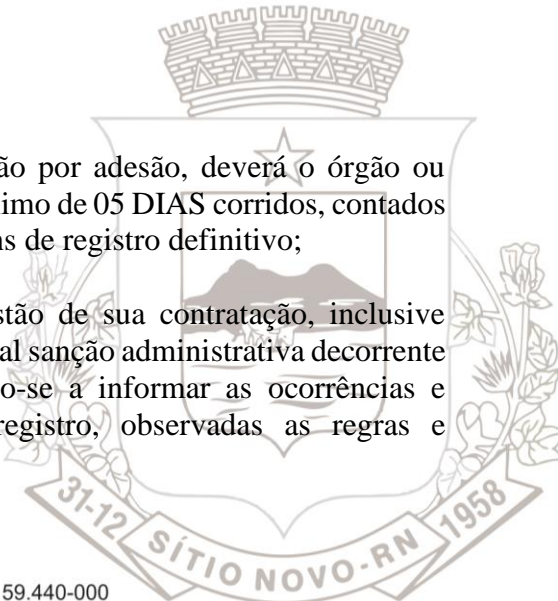 ão por adesão, deverá o órgão ou
nimo de 05 DIAS corridos, contados
ns de registro definitivo;
stão de sua contratação, inclusive
al sanção administrativa decorrente
o-se a informar as ocorrências e
registro, observadas as regras e
31-12 SÍTIO NOVO-RN 1958
59.440-000